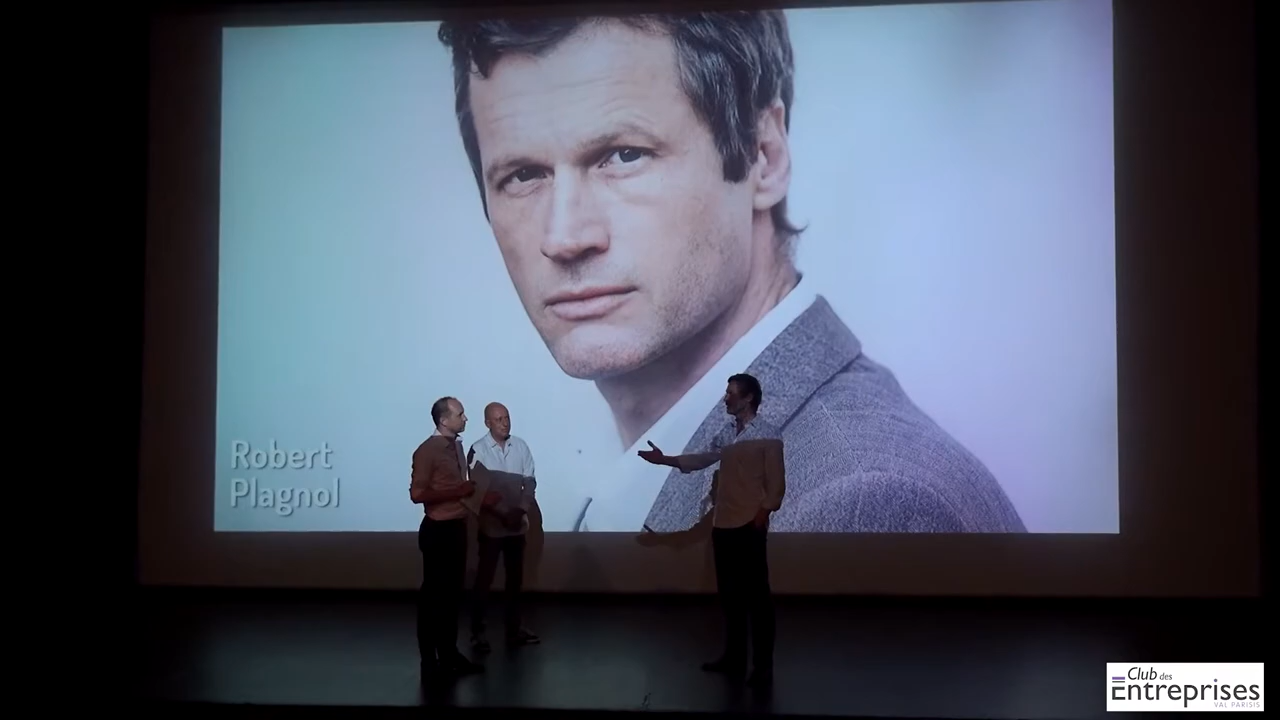 Robert
Plagnol
Club des
Entreprises
VAL PARISIS